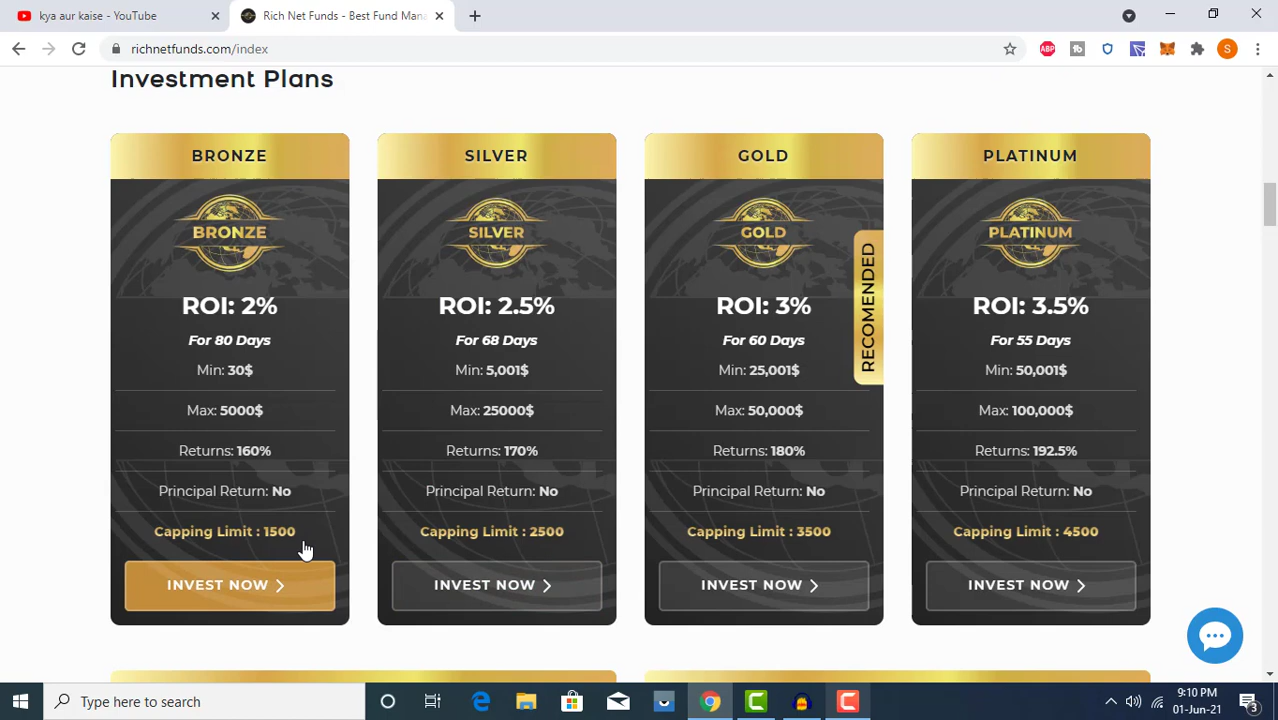 kya aur kaise - YouTube
Rich Net Funds - Best Fund Mana
richnetfunds.com/index
ABP
S
Investment Plans
BRONZE
BRONZE
ROI: 2%
For 80 Days
Min: 30$
Max: 5000$
Returns: 160%
Principal Return: No
Capping Limit : 1500
INVEST NOW
SILVER
SILVER
ROI: 2.5%
For 68 Days
Min: 5,001$
Max: 25000$
Returns: 170%
Principal Return: No
Capping Limit : 2500
INVEST NOW
GOLD
GOLD
RECOMENDED
ROI: 3%
For 60 Days
Min: 25,001$
Max: 50,000$
Returns: 180%
Principal Return: No
Capping Limit : 3500
INVEST NOW
PLATINUM
PLATINUM
ROI: 3.5%
For 55 Days
Min: 50,001$
Max: 100,000$
Returns: 192.5%
Principal Return: No
Capping Limit : 4500
INVEST NOW
Type here to search
9:10 PM
01-Jun-21
3